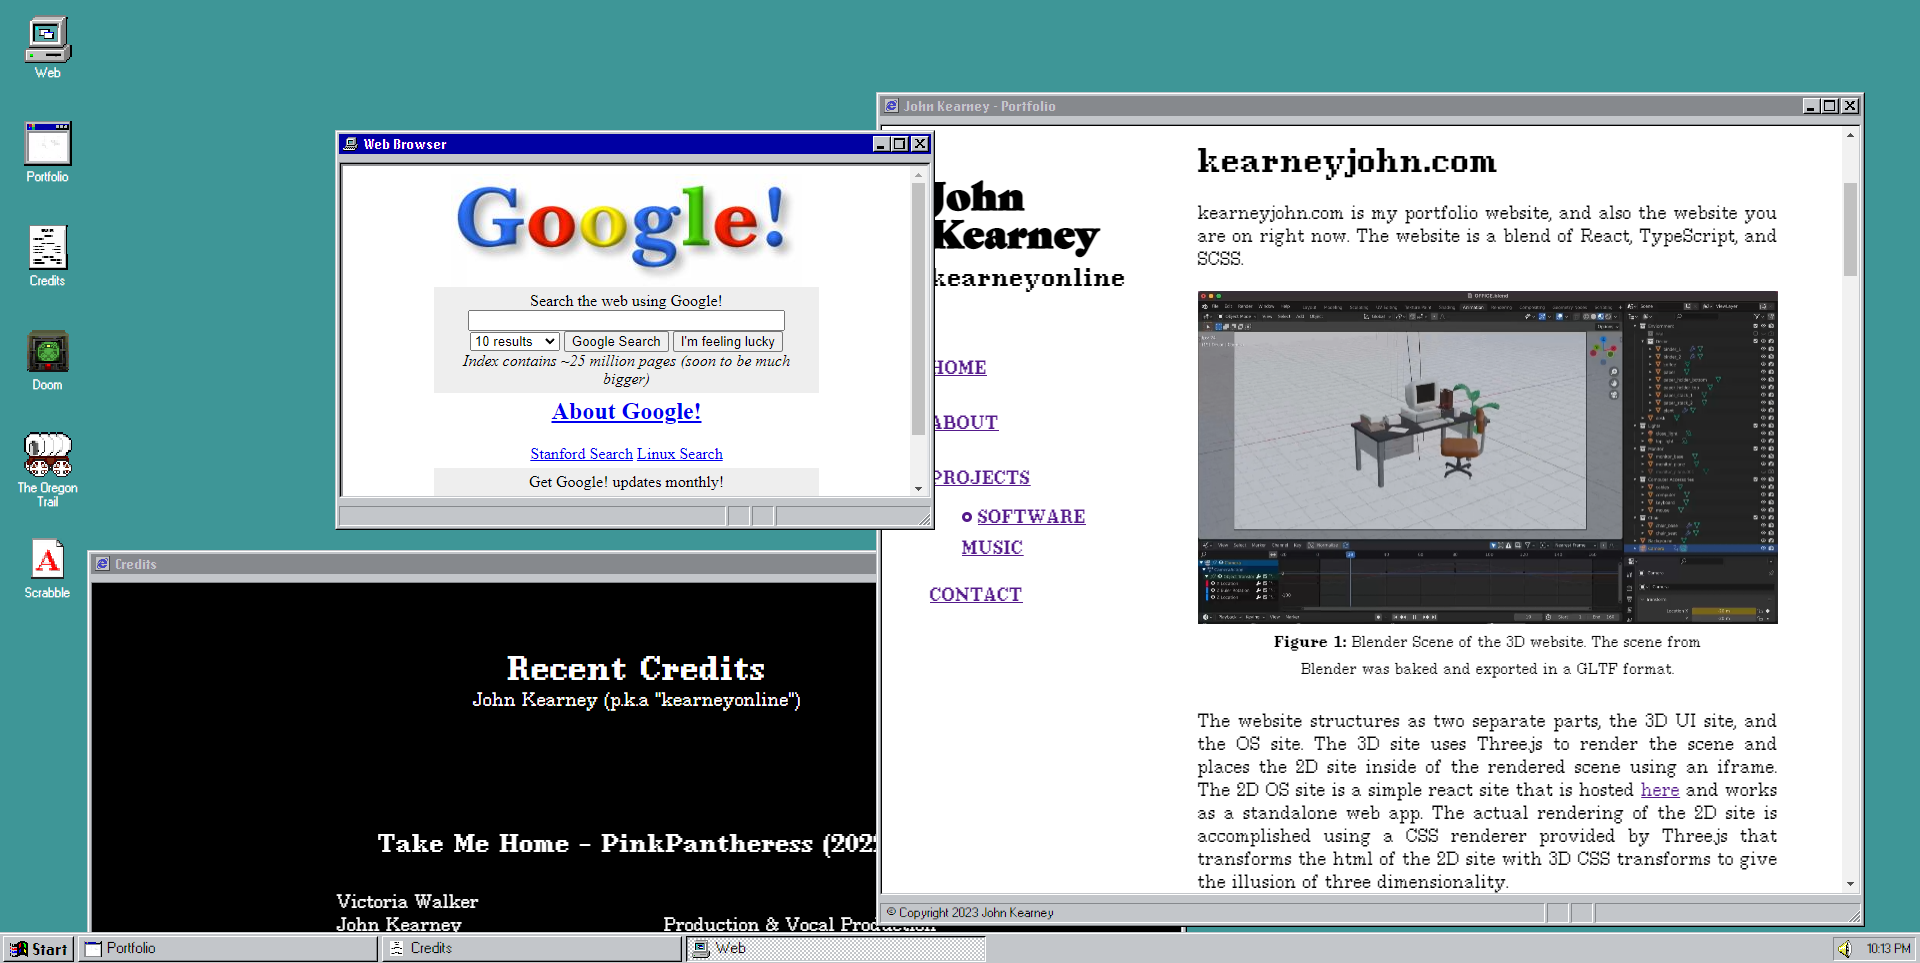 Web
Portfolio
Credits
Doom
The Oregon
Trail
Scrabble
Web Browser
Google!
Search the web using Google!
10 results
Google Search
I'm feeling lucky
Index contains ~25 million pages (soon to be much
bigger)
About Google!
Stanford Search Linux Search
Get Google! updates monthly!
Credits
Recent Credits
John Kearney (p.k.a "kearneyonline")
Take Me Home - PinkPantheress (202
Victoria Walker
John Kearney
Production & Vocal Production
John Kearney - Portfolio
John
Kearney
kearneyonline
HOME
ABOUT
PROJECTS
SOFTWARE
MUSIC
CONTACT
kearneyjohn.com
kearneyjohn.com is my portfolio website, and also the website you
are on right now. The website is a blend of React, TypeScript, and
SCSS.
OFFICE.blend
Figure 1: Blender Scene of the 3D website. The scene from
Blender was baked and exported in a GLTF format.
The website structures as two separate parts, the 3D UI site, and
the OS site. The 3D site uses Three.js to render the scene and
places the 2D site inside of the rendered scene using an iframe.
The 2D OS site is a simple react site that is hosted here and works
as a standalone web app. The actual rendering of the 2D site is
accomplished using a CSS renderer provided by Three.js that
transforms the html of the 2D site with 3D CSS transforms to give
the illusion of three dimensionality.
© Copyright 2023 John Kearney
Start
Portfolio
Credits
Web
10:13 PM